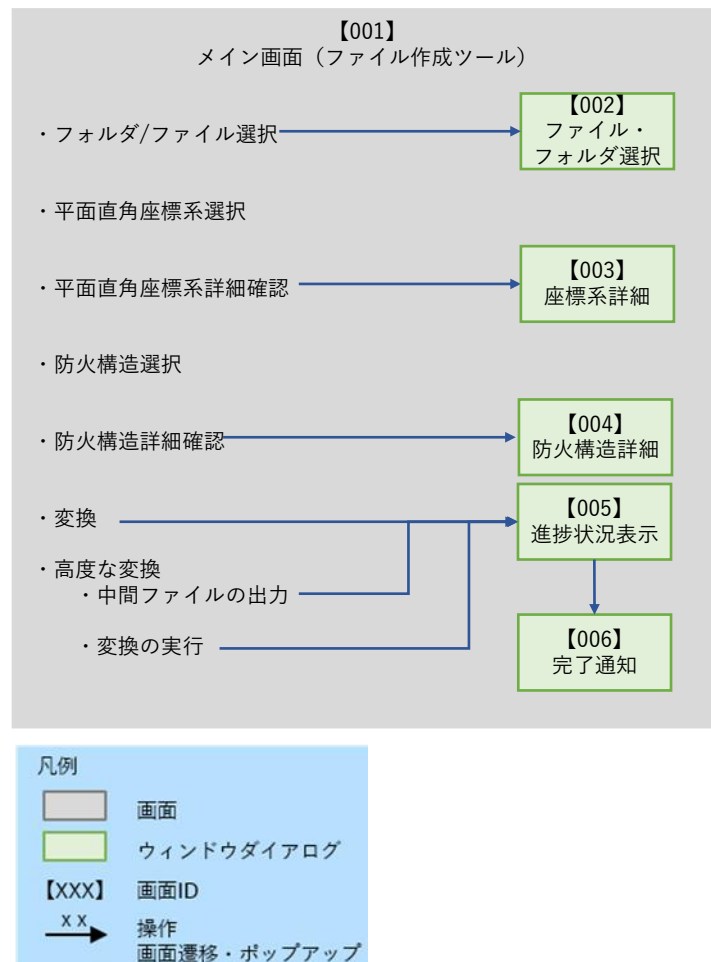 【001】
メイン画面（ファイル作成ツール）
・フォルダ/ファイル選択
【002】
ファイル・
フォルダ選択
・平面直角座標系選択
・平面直角座標系詳細確認
【003】
座標系詳細
・防火構造選択
・防火構造詳細確認
【004】
防火構造詳細
・変換
【005】
進捗状況表示
・高度な変換
・中間ファイルの出力
・変換の実行
【006】
完了通知
凡例
画面
ウィンドウダイアログ
【XXX】 画面ID
x x 操作
画面遷移・ポップアップ